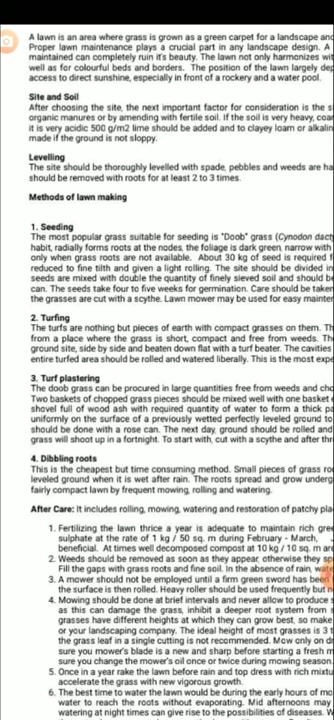 A lawn is an area where grass is grown as a green carpet for a landscape and
Proper lawn maintenance plays a crucial part in any landscape design. A
maintained can completely ruin it's beauty. The lawn not only harmonizes wit
well as for colourful beds and borders. The position of the lawn largely dep
access to direct sunshine, especially in front of a rockery and a water pool.
Site and Soil
After choosing the site, the next important factor for consideration is the s
organic manures or by amending with fertile soil. If the soil is very heavy, coar
it is very acidic 500 g/m2 lime should be added and to clayey loam or alkalin
made if the ground is not sloppy.
Levelling
The site should be thoroughly levelled with spade, pebbles and weeds are ha
should be removed with roots for at least 2 to 3 times.
Methods of lawn making
1. Seeding
The most popular grass suitable for seeding is "Doob" grass (Cynodon dact
habit, radially forms roots at the nodes, the foliage is dark green, narrow with
only when grass roots are not available. About 30 kg of seed is required f
reduced to fine tilth and given a light rolling. The site should be divided in
seeds are mixed with double the quantity of finely sieved soil and should be
can. The seeds take four to five weeks for germination. Care should be taken
the grasses are cut with a scythe. Lawn mower may be used for easy mainter
2. Turfing
The turfs are nothing but pieces of earth with compact grasses on them. Th
from a place where the grass is short, compact and free from weeds. The
ground site, side by side and beaten down flat with a turf beater. The cavities
entire turfed area should be rolled and watered liberally. This is the most expe
3. Turf plastering
The doob grass can be procured in large quantities free from weeds and cho
Two baskets of chopped grass pieces should be mixed well with one basket
shovel full of wood ash with required quantity of water to form a thick pa
uniformly on the surface of a previously wetted perfectly leveled ground to
should be done with a rose can. The next day, ground should be rolled and
grass will shoot up in a fortnight. To start with, cut with a scythe and after thr
4. Dibbling roots
This is the cheapest but time consuming method. Small pieces of grass roo
leveled ground when it is wet after rain. The roots spread and grow underg
fairly compact lawn by frequent mowing, rolling and watering.
After Care: It includes rolling, mowing, watering and restoration of patchy pla
1. Fertilizing the lawn thrice a year is adequate to maintain rich gree
sulphate at the rate of 1 kg / 50 sq. m during February - March,
beneficial. At times well decomposed compost at 10 kg / 10 sq. m are
2. Weeds should be removed as soon as they appear, otherwise they sp
Fill the gaps with grass roots and fine soil. In the absence of rain, wate
3. A mower should not be employed until a firm green sword has been
the surface is then rolled. Heavy roller should be used frequently but n
4. Mowing should be done at brief intervals and never allow to produce s
as this can damage the grass, inhibit a deeper root system from
grasses have different heights at which they can grow best, so make
or your landscaping company. The ideal height of most grasses is 3 t
the grass leaf in a single cutting is not recommended. Mow only on dr
sure you mower's blade is a new and sharp before starting a fresh m
sure you change the mower's oil once or twice during mowing season.
5. Once in a year rake the lawn before rain and top dress with rich mixtu
accelerate the grass with new vigorous growth.
6. The best time to water the lawn would be during the early hours of mo
water to reach the roots without evaporating. Mid afternoons may
watering at night times can give rise to the possibilities of diseases. W